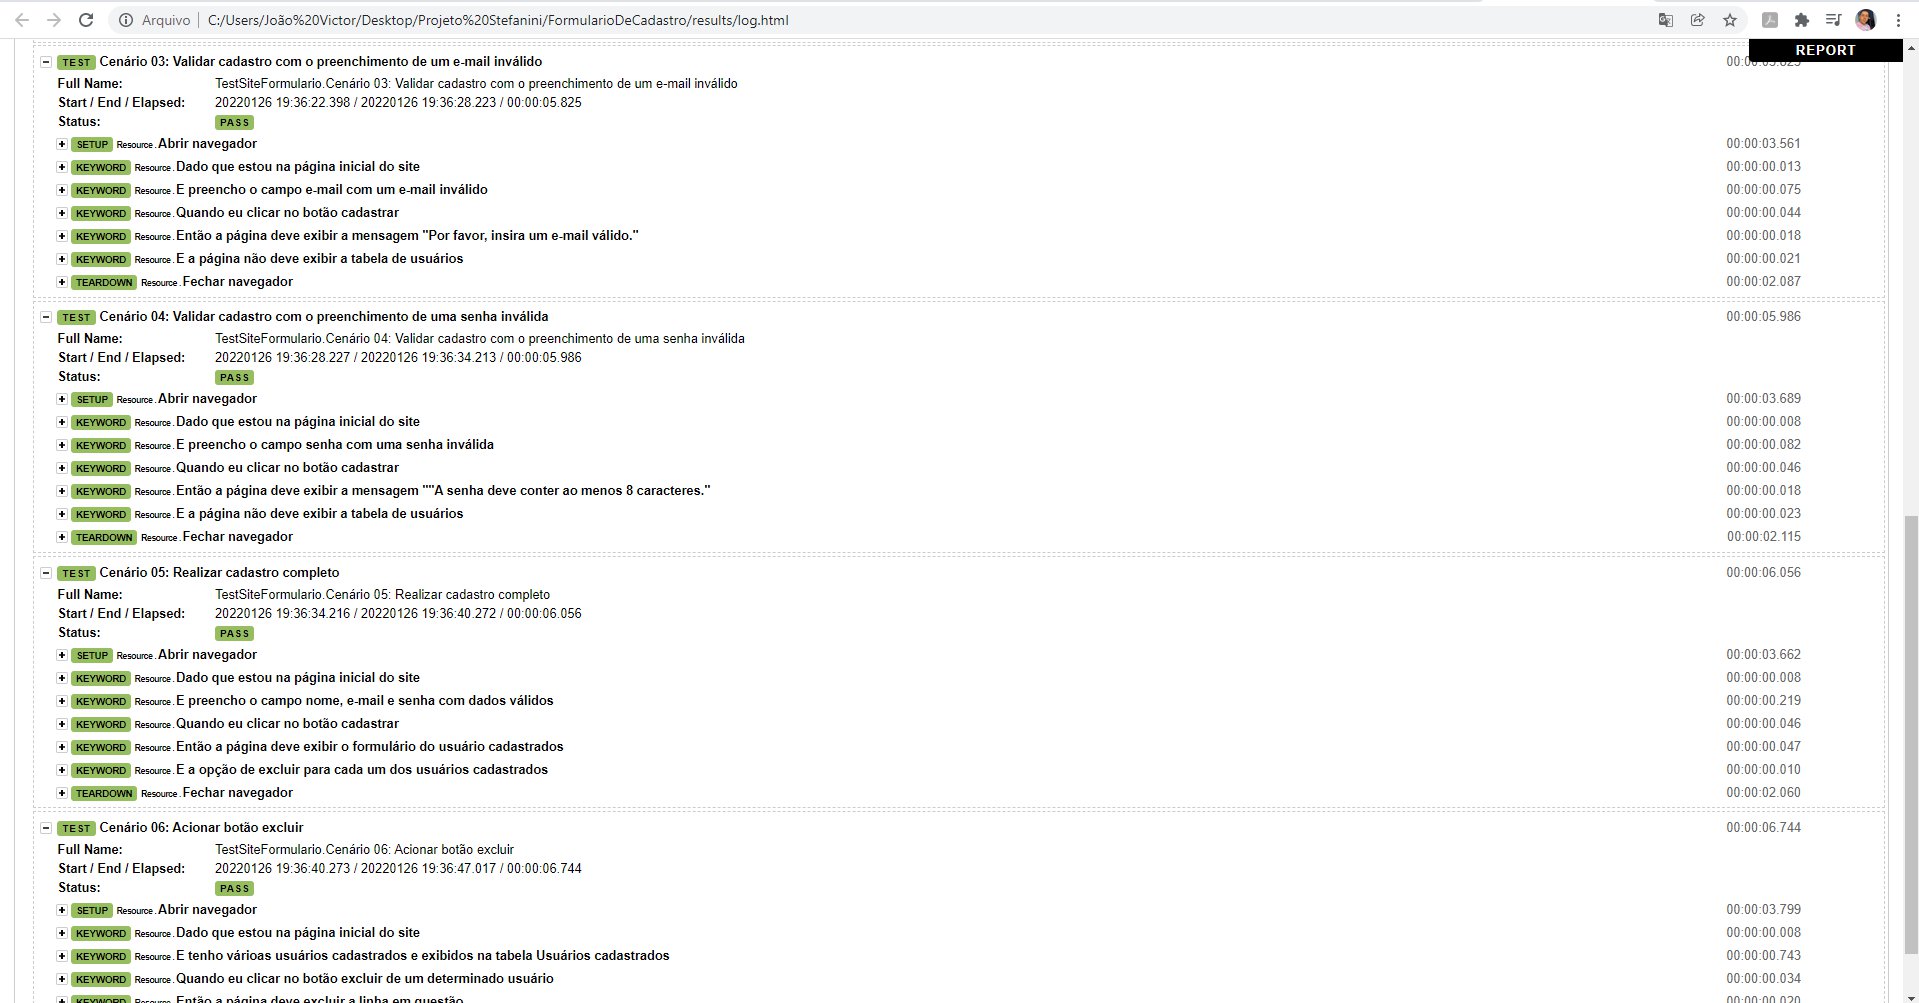 Arquivo | C:/Users/João%20Victor/Desktop/Projeto%20Stefanini/FormularioDeCadastro/results/log.html
REPORT
TEST Cenário 03: Validar cadastro com o preenchimento de um e-mail inválido
Full Name: TestSiteFormulario.Cenário 03: Validar cadastro com o preenchimento de um e-mail inválido
Start / End / Elapsed: 20220126 19:36:22.398 / 20220126 19:36:28.223 / 00:00:05.825
Status: PASS
SETUP Resource.Abrir navegador 00:00:03.561
KEYWORD Resource.Dado que estou na página inicial do site 00:00:00.013
KEYWORD Resource.E preencho o campo e-mail com um e-mail inválido 00:00:00.075
KEYWORD Resource.Quando eu clicar no botão cadastrar 00:00:00.044
KEYWORD Resource.Então a página deve exibir a mensagem "Por favor, insira um e-mail válido." 00:00:00.018
KEYWORD Resource.E a página não deve exibir a tabela de usuários 00:00:00.021
TEARDOWN Resource.Fechar navegador 00:00:02.087
TEST Cenário 04: Validar cadastro com o preenchimento de uma senha inválida 00:00:05.986
Full Name: TestSiteFormulario.Cenário 04: Validar cadastro com o preenchimento de uma senha inválida
Start / End / Elapsed: 20220126 19:36:28.227 / 20220126 19:36:34.213 / 00:00:05.986
Status: PASS
SETUP Resource.Abrir navegador 00:00:03.689
KEYWORD Resource.Dado que estou na página inicial do site 00:00:00.008
KEYWORD Resource.E preencho o campo senha com uma senha inválida 00:00:00.082
KEYWORD Resource.Quando eu clicar no botão cadastrar 00:00:00.046
KEYWORD Resource.Então a página deve exibir a mensagem ""A senha deve conter ao menos 8 caracteres." 00:00:00.018
KEYWORD Resource.E a página não deve exibir a tabela de usuários 00:00:00.023
TEARDOWN Resource.Fechar navegador 00:00:02.115
TEST Cenário 05: Realizar cadastro completo 00:00:06.056
Full Name: TestSiteFormulario.Cenário 05: Realizar cadastro completo
Start / End / Elapsed: 20220126 19:36:34.216 / 20220126 19:36:40.272 / 00:00:06.056
Status: PASS
SETUP Resource.Abrir navegador 00:00:03.662
KEYWORD Resource.Dado que estou na página inicial do site 00:00:00.008
KEYWORD Resource.E preencho o campo nome, e-mail e senha com dados válidos 00:00:00.219
KEYWORD Resource.Quando eu clicar no botão cadastrar 00:00:00.046
KEYWORD Resource.Então a página deve exibir o formulário do usuário cadastrados 00:00:00.047
KEYWORD Resource.E a opção de excluir para cada um dos usuários cadastrados 00:00:00.010
TEARDOWN Resource.Fechar navegador 00:00:02.060
TEST Cenário 06: Acionar botão excluir 00:00:06.744
Full Name: TestSiteFormulario.Cenário 06: Acionar botão excluir
Start / End / Elapsed: 20220126 19:36:40.273 / 20220126 19:36:47.017 / 00:00:06.744
Status: PASS
SETUP Resource.Abrir navegador 00:00:03.799
KEYWORD Resource.Dado que estou na página inicial do site 00:00:00.008
KEYWORD Resource.E tenho várioas usuários cadastrados e exibidos na tabela Usuários cadastrados 00:00:00.743
KEYWORD Resource.Quando eu clicar no botão excluir de um determinado usuário 00:00:00.034
KEYWORD Resource.Então a página deve excluir a linha em questão 00:00:00.020